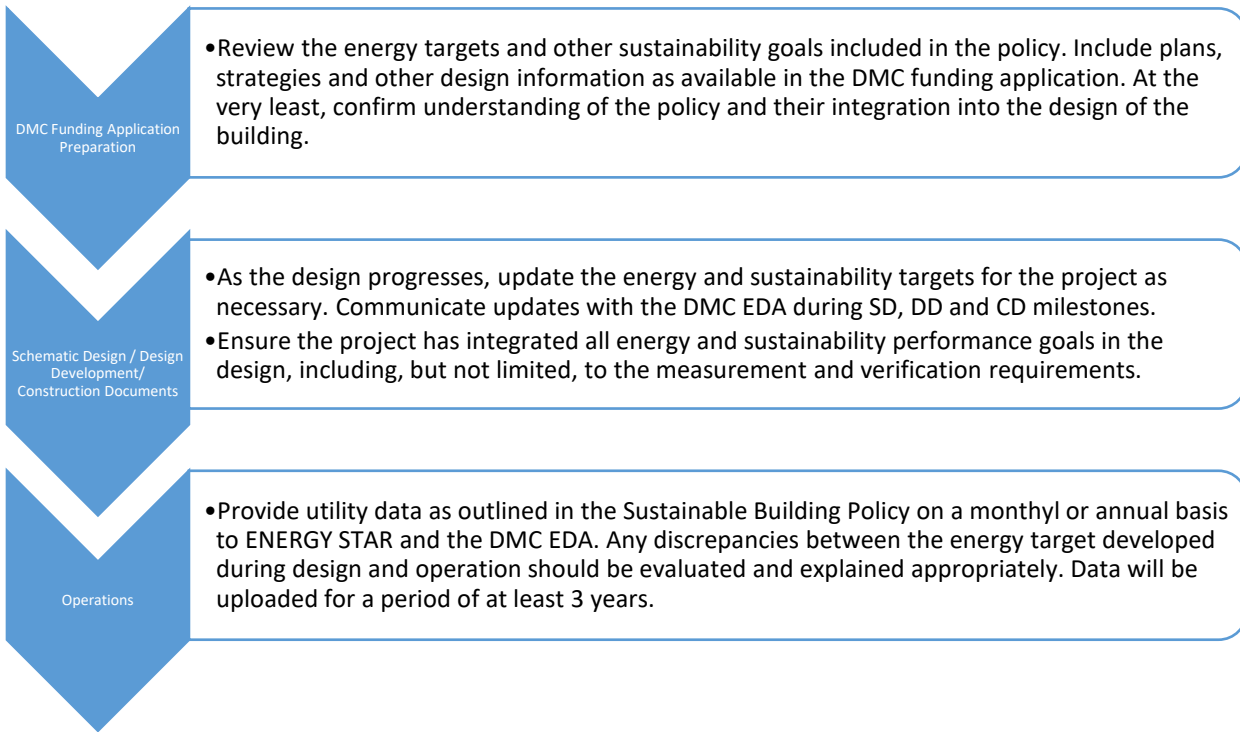 DMC Funding Application
Preparation
•Review the energy targets and other sustainability goals included in the policy. Include plans,
strategies and other design information as available in the DMC funding application. At the
very least, confirm understanding of the policy and their integration into the design of the
building.
Schematic Design / Design
Development/
Construction Documents
•As the design progresses, update the energy and sustainability targets for the project as
necessary. Communicate updates with the DMC EDA during SD, DD and CD milestones.
•Ensure the project has integrated all energy and sustainability performance goals in the
design, including, but not limited, to the measurement and verification requirements.
Operations
•Provide utility data as outlined in the Sustainable Building Policy on a monthyl or annual basis
to ENERGY STAR and the DMC EDA. Any discrepancies between the energy target developed
during design and operation should be evaluated and explained appropriately. Data will be
uploaded for a period of at least 3 years.